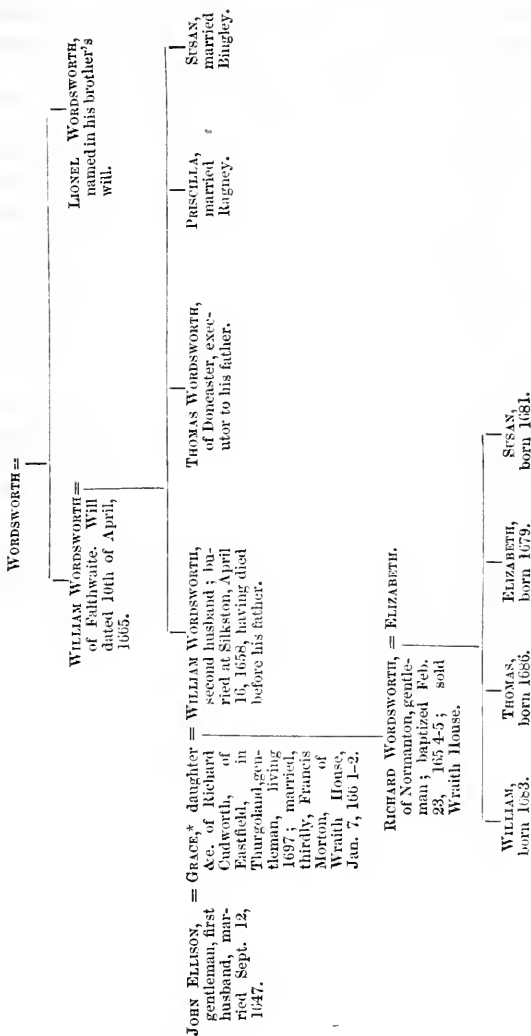 WORDSWORTH =
WILLIAM WORDSWORTH =
of Falthwaite. Will
dated 10th of April,
1665.
LIONEL WORDSWORTH,
named in his brother's
will.
JOHN ELLISON,
gentleman, first
husband, mar-
ried Sept. 12,
1647.
= GRACE,* daughter
&c. of Richard
Cudworth, of
Eastfield, in
Thurgoland, gen-
tleman, living
1697; married,
thirdly, Francis
Morton, of
Wraith House,
Jan. 7, 166 1-2.
= WILLIAM WORDSWORTH,
second husband; bu-
ried at Silkston, April
16, 1658, having died
before his father.
THOMAS WORDSWORTH,
of Doncaster, exec-
utor to his father.
PRISCILLA,
married
Ragney.
SUSAN,
married
Bingley.
RICHARD WORDSWORTH, = ELIZABETH.
of Normanton, gentle-
man; baptized Feb.
23, 165 4-5; sold
Wraith House.
WILLIAM,
born 1683.
THOMAS,
born 1686.
ELIZABETH,
born 1679.
SUSAN,
born 1681.